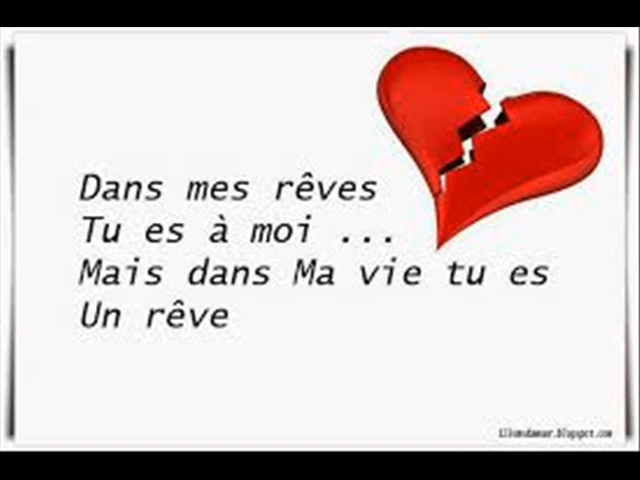 Dans mes rêves
Tu es à moi ...
Mais dans Ma vie tu es
Un rêve